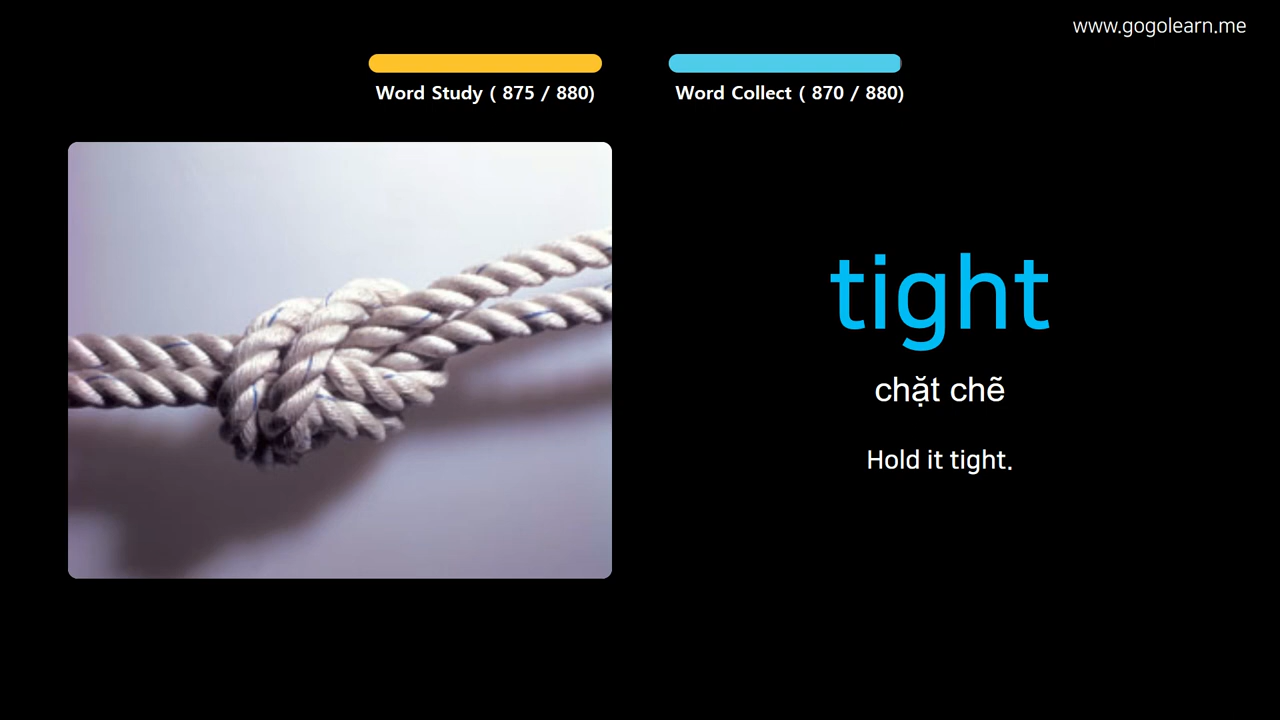 www.gogolearn.me
Word Study ( 875 / 880)
Word Collect ( 870 / 880)
tight
chặt chẽ
Hold it tight.